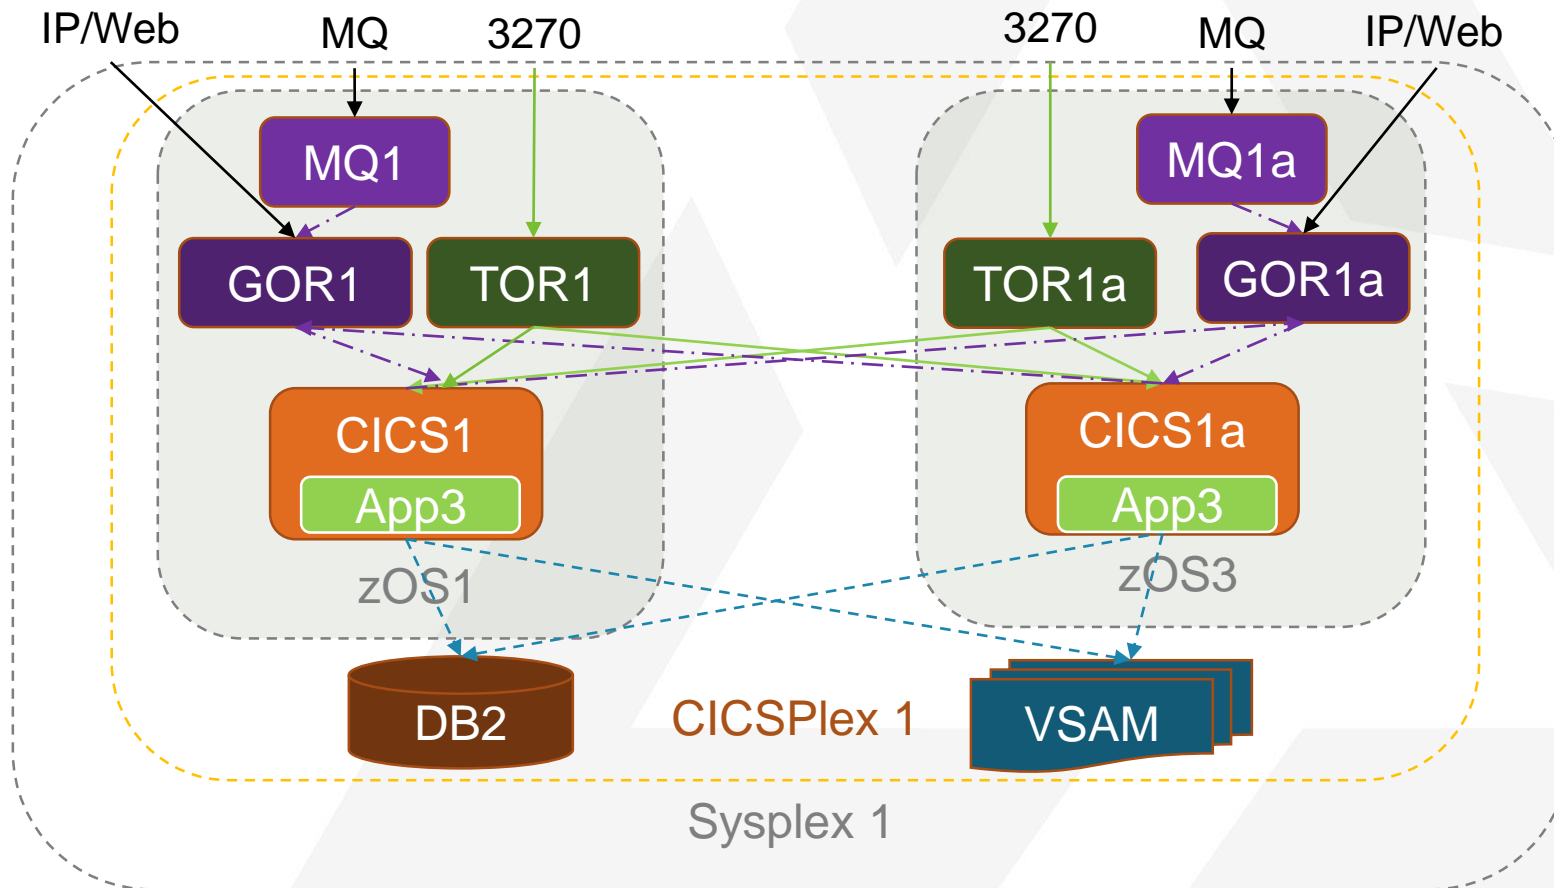 IP/Web
MQ
3270
3270
MQ
IP/Web
MQ1
MQ1a
GOR1
TOR1
TOR1a
GOR1a
CICS1
CICS1a
App3
App3
zOS1
zOS3
DB2
CICSPlex 1
VSAM
Sysplex 1